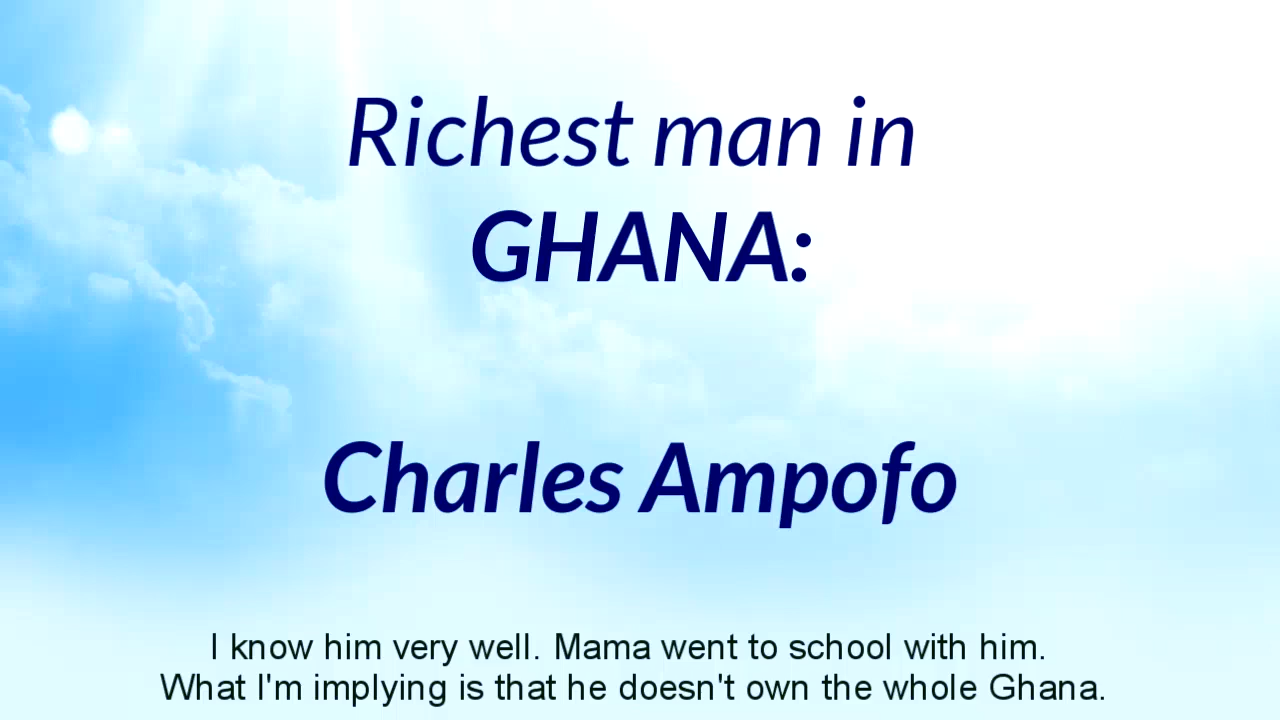 Richest man in
GHANA:
Charles Ampofo
I know him very well. Mama went to school with him.
What I'm implying is that he doesn't own the whole Ghana.